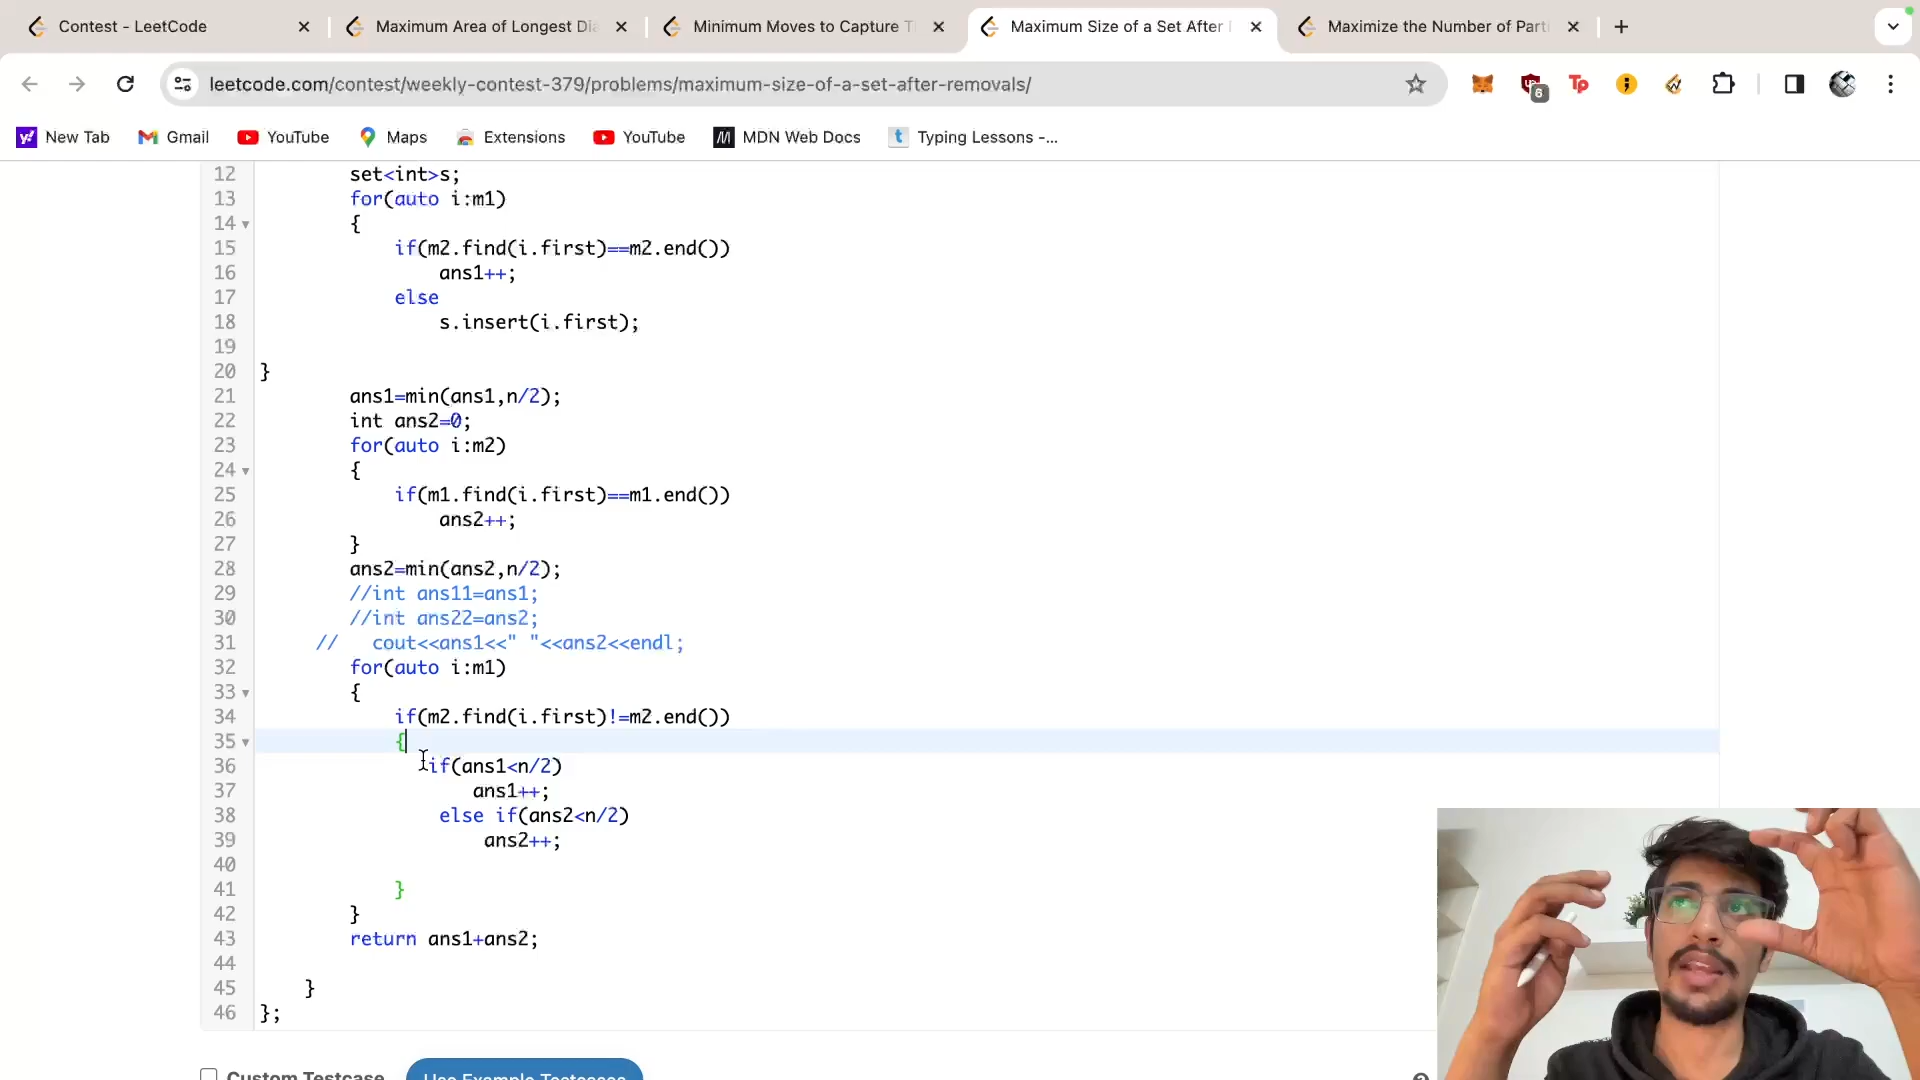 Contest - LeetCode
Maximum Area of Longest Dia
Minimum Moves to Capture T
Maximum Size of a Set After
Maximize the Number of Parti
leetcode.com/contest/weekly-contest-379/problems/maximum-size-of-a-set-after-removals/
6
Tp
New Tab
Gmail
YouTube
Maps
Extensions
YouTube
MDN Web Docs
Typing Lessons -...
12 set<int>s;
13 for(auto i:m1)
14 {
15 if(m2.find(i.first)==m2.end())
16 ans1++;
17 else
18 s.insert(i.first);
19
20 }
21 ans1=min(ans1,n/2);
22 int ans2=0;
23 for(auto i:m2)
24 {
25 if(m1.find(i.first)==m1.end())
26 ans2++;
27 }
28 ans2=min(ans2,n/2);
29 //int ans11=ans1;
30 //int ans22=ans2;
31 // cout<<ans1<<" "<<ans2<<endl;
32 for(auto i:m1)
33 {
34 if(m2.find(i.first)!=m2.end())
35 {
36 if(ans1<n/2)
37 ans1++;
38 else if(ans2<n/2)
39 ans2++;
40
41 }
42 }
43 return ans1+ans2;
44
45 }
46 };
Custom Testcase
Use Example Testcases